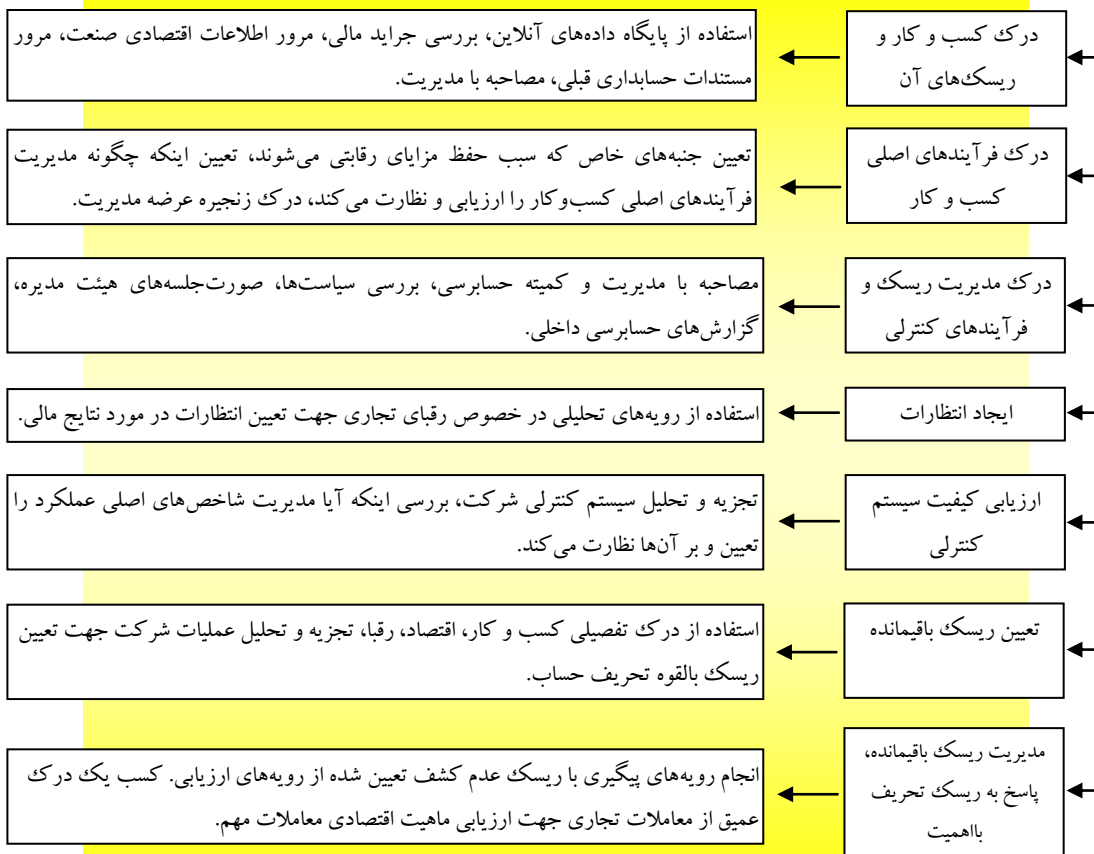 درک کسب و کار و
ریسک‌های آن
استفاده از پایگاه داده‌های آنلاین، بررسی جراید مالی، مرور اطلاعات اقتصادی صنعت، مرور
مستندات حسابداری قبلی، مصاحبه با مدیریت.
درک فرآیندهای اصلی
کسب و کار
تعیین جنبه‌های خاص که سبب حفظ مزایای رقابتی می‌شوند، تعیین اینکه چگونه مدیریت
فرآیندهای اصلی کسب‌وکار را ارزیابی و نظارت می‌کند، درک زنجیره عرضه مدیریت.
درک مدیریت ریسک و
فرآیندهای کنترلی
مصاحبه با مدیریت و کمیته حسابرسی، بررسی سیاست‌ها، صورت‌جلسه‌های هیئت مدیره،
گزارش‌های حسابرسی داخلی.
ایجاد انتظارات
استفاده از رویه‌های تحلیلی در خصوص رقبای تجاری جهت تعیین انتظارات در مورد نتایج مالی.
ارزیابی کیفیت سیستم
کنترلی
تجزیه و تحلیل سیستم کنترلی شرکت، بررسی اینکه آیا مدیریت شاخص‌های اصلی عملکرد را
تعیین و بر آن‌ها نظارت می‌کند.
تعیین ریسک باقیمانده
استفاده از درک تفصیلی کسب و کار، اقتصاد، رقبا، تجزیه و تحلیل عملیات شرکت جهت تعیین
ریسک بالقوه تحریف حساب.
مدیریت ریسک باقیمانده،
پاسخ به ریسک تحریف
بااهمیت
انجام رویه‌های پیگیری با ریسک عدم کشف تعیین شده از رویه‌های ارزیابی. کسب یک درک
عمیق از معاملات تجاری جهت ارزیابی ماهیت اقتصادی معاملات مهم.